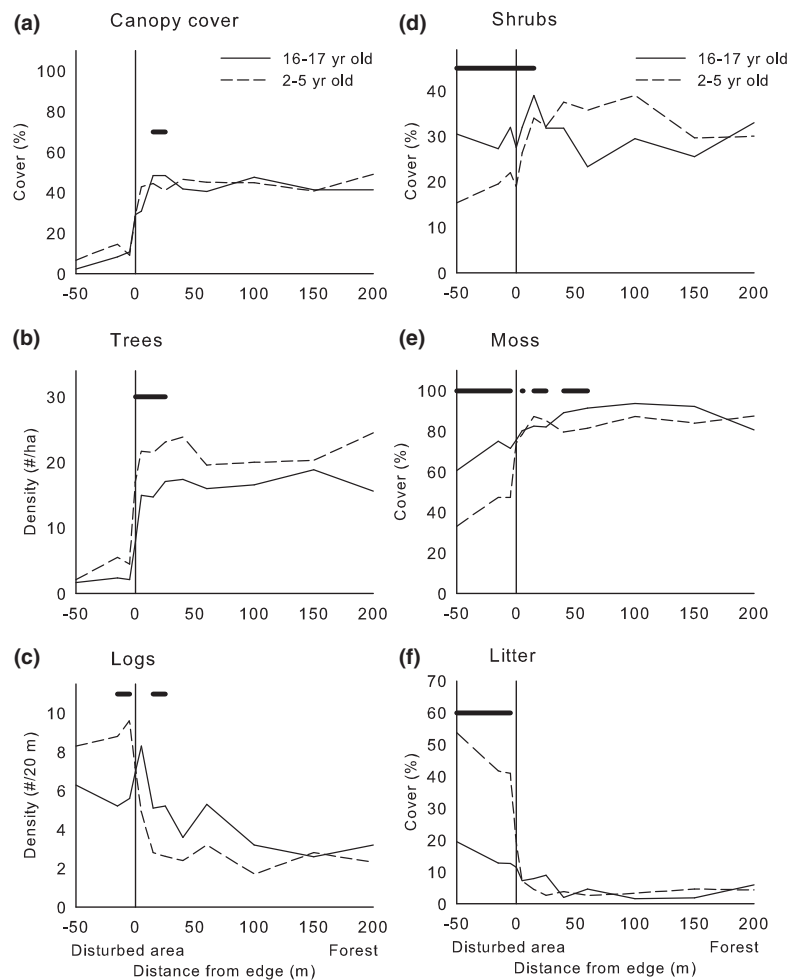 (a) Canopy cover
16-17 yr old
2-5 yr old
100
80
60
40
20
0
Cover (%)
-50 0 50 100 150 200
(b) Trees
30
20
10
0
Density (#/ha)
-50 0 50 100 150 200
(c) Logs
10
8
6
4
2
0
Density (#/20 m)
-50 0 50 100 150 200
Disturbed area Forest
Distance from edge (m)
(d) Shrubs
16-17 yr old
2-5 yr old
40
30
20
10
0
Cover (%)
-50 0 50 100 150 200
(e) Moss
100
80
60
40
20
0
Cover (%)
-50 0 50 100 150 200
(f) Litter
70
60
50
40
30
20
10
0
Cover (%)
-50 0 50 100 150 200
Disturbed area Forest
Distance from edge (m)